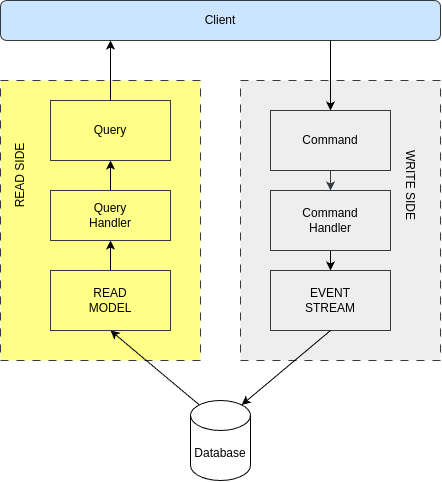 Client
READ SIDE
Query
Query
Handler
READ
MODEL
WRITE SIDE
Command
Command
Handler
EVENT
STREAM
Database